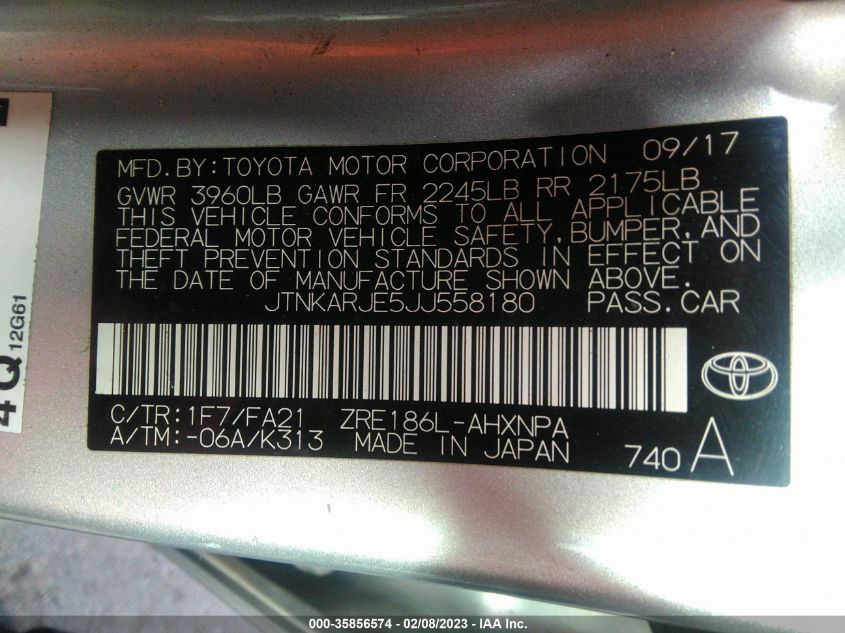 MFD.BY:TOYOTA MOTOR CORPORATION 09/17
GVWR 3960LB GAWR FR 2245LB RR 2175LB
THIS VEHICLE CONFORMS TO ALL APPLICABLE
FEDERAL MOTOR VEHICLE SAFETY,BUMPER,AND
THEFT PREVENTION STANDARDS IN EFFECT ON
THE DATE OF MANUFACTURE SHOWN ABOVE.
JTNKARJE5JJ558180 PASS.CAR
C/TR:1F7/FA21 ZRE186L-AHXNPA
A/TM:-06A/K313 MADE IN JAPAN 740 A
4Q 12G61
000-35856574 - 02/08/2023 - IAA Inc.